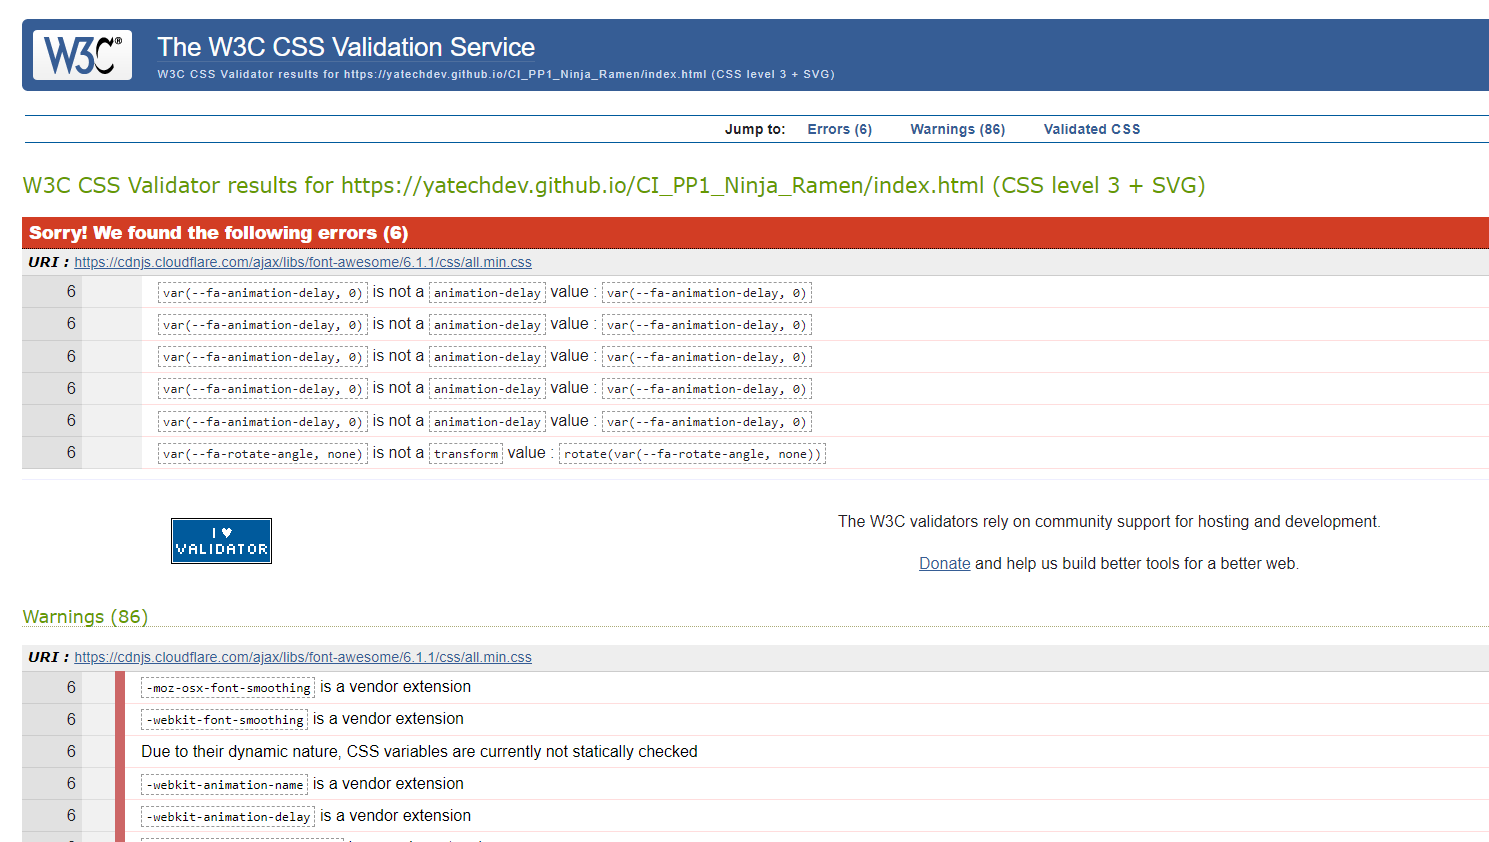 W3C®
The W3C CSS Validation Service
W3C CSS Validator results for https://yatechdev.github.io/CI_PP1_Ninja_Ramen/index.html (CSS level 3 + SVG)
Jump to: Errors (6) Warnings (86) Validated CSS
W3C CSS Validator results for https://yatechdev.github.io/CI_PP1_Ninja_Ramen/index.html (CSS level 3 + SVG)
Sorry! We found the following errors (6)
URI : https://cdnjs.cloudflare.com/ajax/libs/font-awesome/6.1.1/css/all.min.css
6 var(--fa-animation-delay, 0) is not a animation-delay value : var(--fa-animation-delay, 0)
6 var(--fa-animation-delay, 0) is not a animation-delay value : var(--fa-animation-delay, 0)
6 var(--fa-animation-delay, 0) is not a animation-delay value : var(--fa-animation-delay, 0)
6 var(--fa-animation-delay, 0) is not a animation-delay value : var(--fa-animation-delay, 0)
6 var(--fa-animation-delay, 0) is not a animation-delay value : var(--fa-animation-delay, 0)
6 var(--fa-rotate-angle, none) is not a transform value : rotate(var(--fa-rotate-angle, none))
I ♥
VALIDATOR
The W3C validators rely on community support for hosting and development.
Donate and help us build better tools for a better web.
Warnings (86)
URI : https://cdnjs.cloudflare.com/ajax/libs/font-awesome/6.1.1/css/all.min.css
6 -moz-osx-font-smoothing is a vendor extension
6 -webkit-font-smoothing is a vendor extension
6 Due to their dynamic nature, CSS variables are currently not statically checked
6 -webkit-animation-name is a vendor extension
6 -webkit-animation-delay is a vendor extension